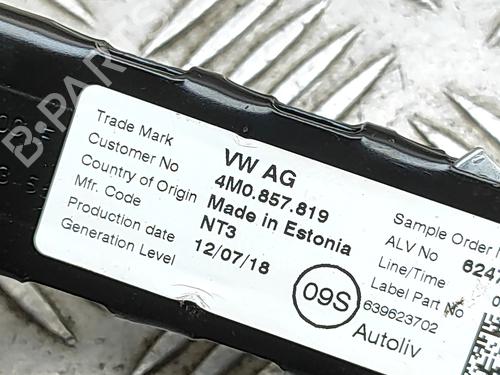 B-PARTS
Trade Mark VW AG
Customer No 4M0.857.819
Country of Origin Made in Estonia
Mfr. Code NT3
Production date 12/07/18
Generation Level
09S
Sample Order
ALV No
Line/Time
Label Part No
639623702
Autoliv